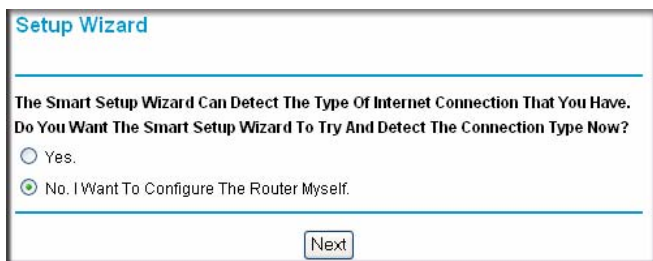 Setup Wizard
The Smart Setup Wizard Can Detect The Type Of Internet Connection That You Have.
Do You Want The Smart Setup Wizard To Try And Detect The Connection Type Now?
Yes.
No. I Want To Configure The Router Myself.
Next